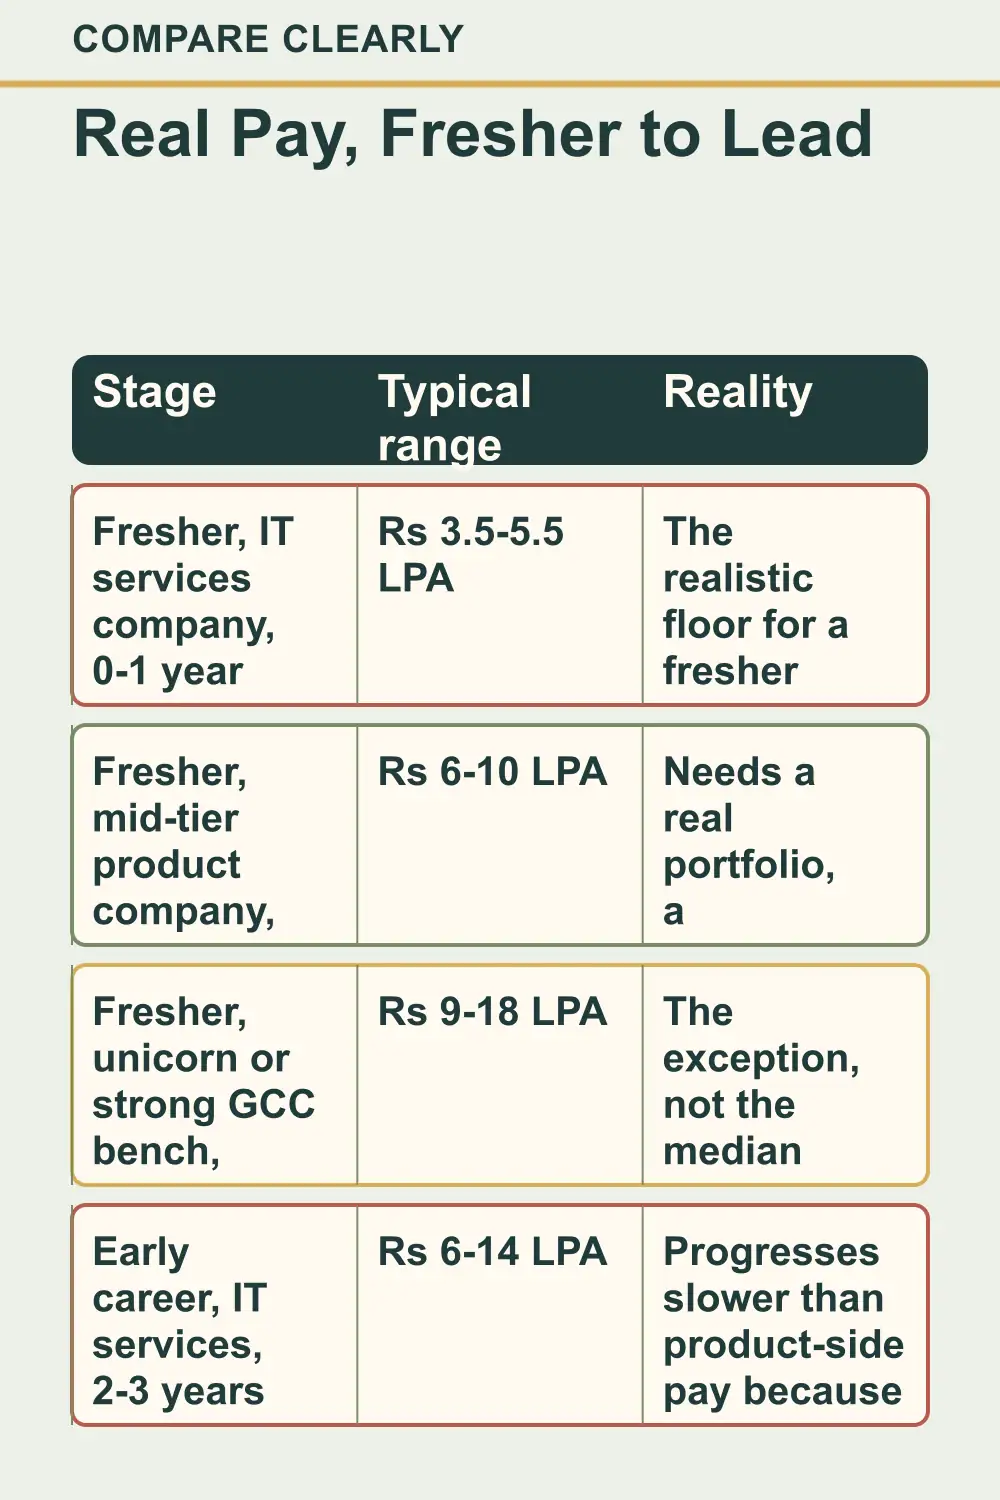 COMPARE CLEARLY
Real Pay, Fresher to Lead
Stage
Typical
range
Reality
Fresher, IT
services
company,
0-1 year
Rs 3.5-5.5
LPA
The
realistic
floor for a
fresher
Fresher,
mid-tier
product
company,
Rs 6-10 LPA
Needs a
real
portfolio,
a
Fresher,
unicorn or
strong GCC
bench,
Rs 9-18 LPA
The
exception,
not the
median
Early
career, IT
services,
2-3 years
Rs 6-14 LPA
Progresses
slower than
product-side
pay because